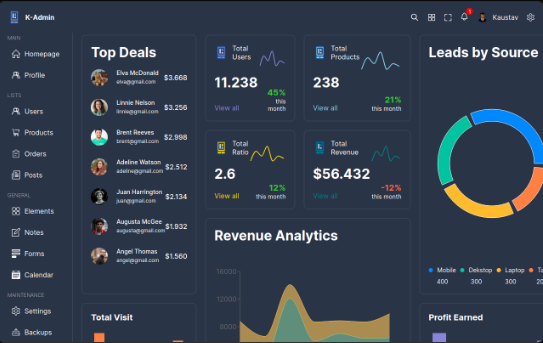 K-Admin
1
Kaustav
MAIN
Homepage
Profile
LISTS
Users
Products
Orders
Posts
GENERAL
Elements
Notes
Forms
Calendar
MAINTENANCE
Settings
Backups
Top Deals
Elva McDonald
elva@gmail.com
$3.668
Linnie Nelson
linnie@gmail.com
$3.256
Brent Reeves
brent@gmail.com
$2.998
Adeline Watson
adeline@gmail.com
$2.512
Juan Harrington
juan@gmail.com
$2.134
Augusta McGee
augusta@gmail.com
$1.932
Angel Thomas
angel@gmail.com
$1.560
Total
Users
11.238
View all
45%
this
month
Total
Products
238
View all
21%
this month
Total
Ratio
2.6
View all
12%
this month
Total
Revenue
$56.432
View all
-12%
this month
Revenue Analytics
16000
12000
8000
Leads by Source
Mobile
Dekstop
Laptop
400
300
300
Total Visit
Profit Earned